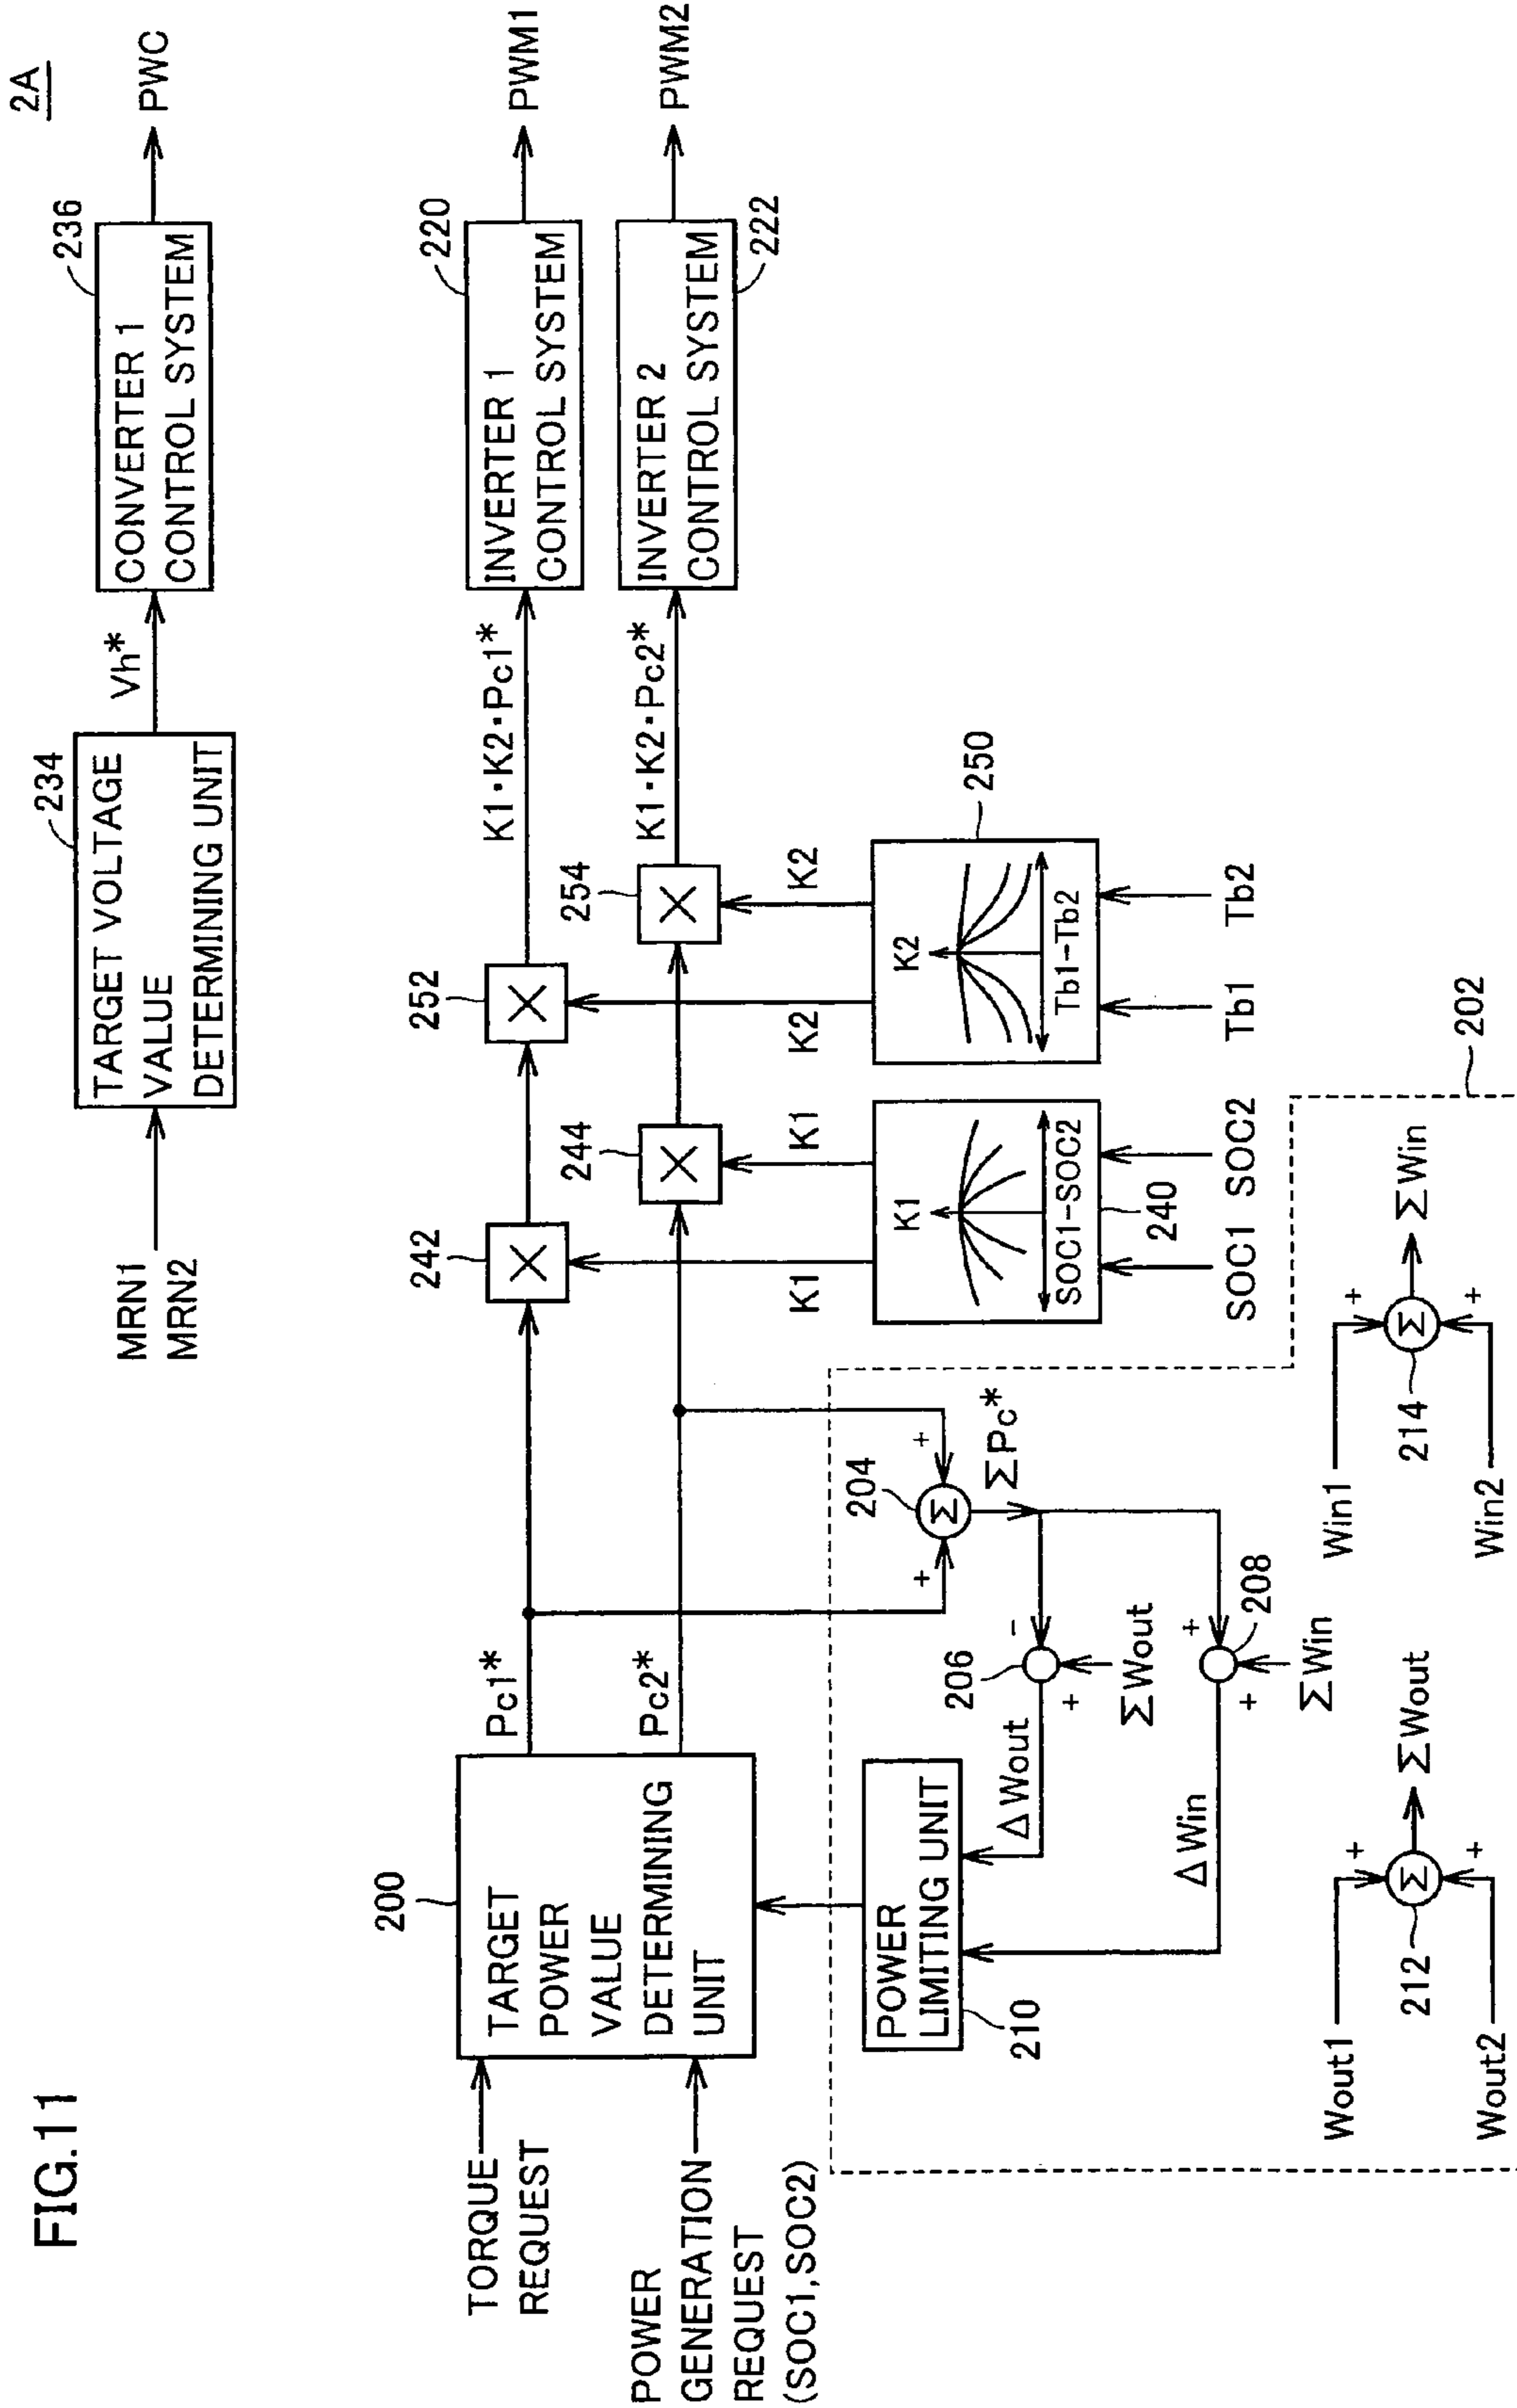 FIG.11
2A
MRN1
MRN2
234
TARGET VOLTAGE
VALUE
DETERMINING UNIT
Vh*
236
CONVERTER 1
CONTROL SYSTEM
PWC
TORQUE
REQUEST
POWER
GENERATION
REQUEST
(SOC1,SOC2)
200
TARGET
POWER
VALUE
DETERMINING
UNIT
Pc1*
Pc2*
242
×
252
×
K1・K2・Pc1*
220
INVERTER 1
CONTROL SYSTEM
PWM1
244
×
254
×
K1・K2・Pc2*
INVERTER 2
CONTROL SYSTEM
222
PWM2
K1
K1
K2
K2
K1
SOC1-SOC2
240
SOC1 SOC2
K2
Tb1-Tb2
250
Tb1
Tb2
202
POWER
LIMITING UNIT
210
204
+
+
Σ
ΣPc*
206
-
+
ΣWout
ΔWout
208
+
+
ΣWin
ΔWin
Wout1
Wout2
+
+
Σ
212
ΣWout
Win1
Win2
+
+
Σ
214
ΣWin